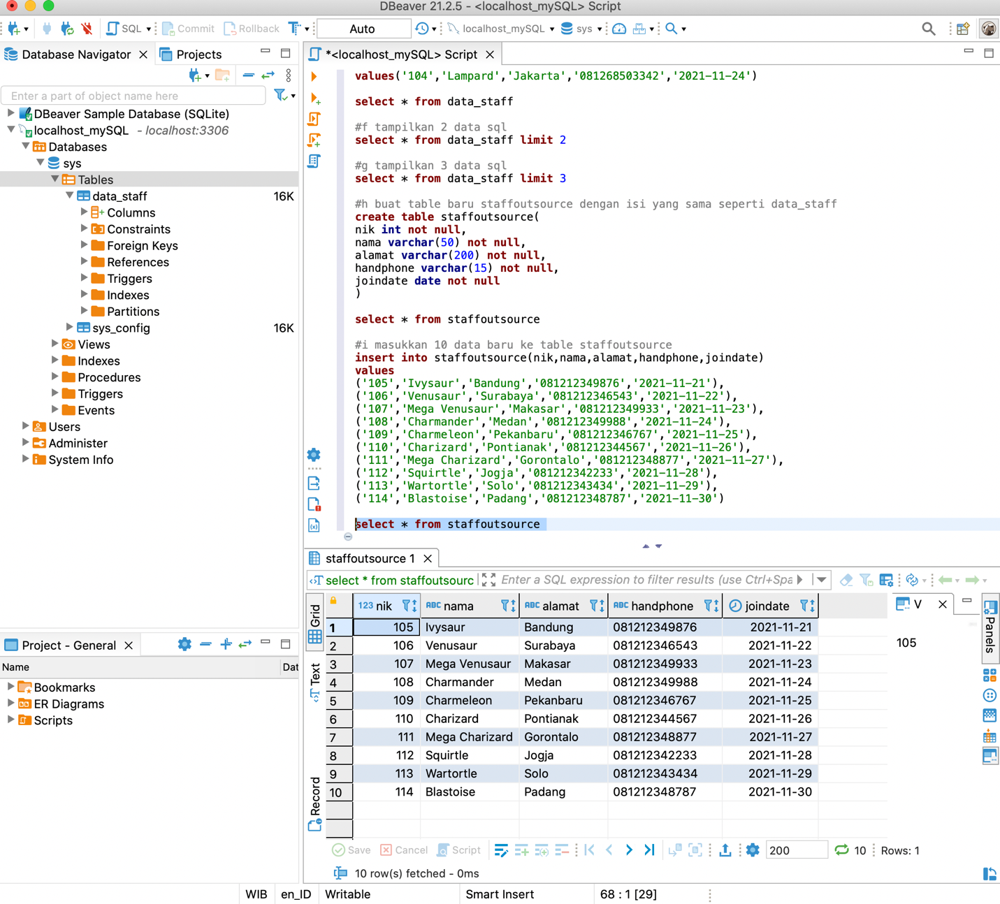 DBeaver 21.2.5 - <localhost_mySQL> Script
SQL
Commit
Rollback
Auto
localhost_mySQL
sys
Database Navigator
Projects
Enter a part of object name here
DBeaver Sample Database (SQLite)
localhost_mySQL - localhost:3306
Databases
sys
Tables
data_staff 16K
Columns
Constraints
Foreign Keys
References
Triggers
Indexes
Partitions
sys_config 16K
Views
Indexes
Procedures
Triggers
Events
Users
Administer
System Info
Project - General
Name Dat
Bookmarks
ER Diagrams
Scripts
*<localhost_mySQL> Script
values('104','Lampard','Jakarta','081268503342','2021-11-24')
select * from data_staff
#f tampilkan 2 data sql
select * from data_staff limit 2
#g tampilkan 3 data sql
select * from data_staff limit 3
#h buat table baru staffoutsource dengan isi yang sama seperti data_staff
create table staffoutsource(
nik int not null,
nama varchar(50) not null,
alamat varchar(200) not null,
handphone varchar(15) not null,
joindate date not null
)
select * from staffoutsource
#i masukkan 10 data baru ke table staffoutsource
insert into staffoutsource(nik,nama,alamat,handphone,joindate)
values
('105','Ivysaur','Bandung','081212349876','2021-11-21'),
('106','Venusaur','Surabaya','081212346543','2021-11-22'),
('107','Mega Venusaur','Makasar','081212349933','2021-11-23'),
('108','Charmander','Medan','081212349988','2021-11-24'),
('109','Charmeleon','Pekanbaru','081212346767','2021-11-25'),
('110','Charizard','Pontianak','081212344567','2021-11-26'),
('111','Mega Charizard','Gorontalo','081212348877','2021-11-27'),
('112','Squirtle','Jogja','081212342233','2021-11-28'),
('113','Wartortle','Solo','081212343434','2021-11-29'),
('114','Blastoise','Padang','081212348787','2021-11-30')
select * from staffoutsource
staffoutsource 1
select * from staffoutsourc
Enter a SQL expression to filter results (use Ctrl+Spa
Grid
Text
Record
123 nik ABC nama ABC alamat ABC handphone joindate
1 105 Ivysaur Bandung 081212349876 2021-11-21
2 106 Venusaur Surabaya 081212346543 2021-11-22
3 107 Mega Venusaur Makasar 081212349933 2021-11-23
4 108 Charmander Medan 081212349988 2021-11-24
5 109 Charmeleon Pekanbaru 081212346767 2021-11-25
6 110 Charizard Pontianak 081212344567 2021-11-26
7 111 Mega Charizard Gorontalo 081212348877 2021-11-27
8 112 Squirtle Jogja 081212342233 2021-11-28
9 113 Wartortle Solo 081212343434 2021-11-29
10 114 Blastoise Padang 081212348787 2021-11-30
V
105
Panels
Save Cancel Script 200 10 Rows: 1
10 row(s) fetched - 0ms
WIB en_ID Writable Smart Insert 68 : 1 [29]